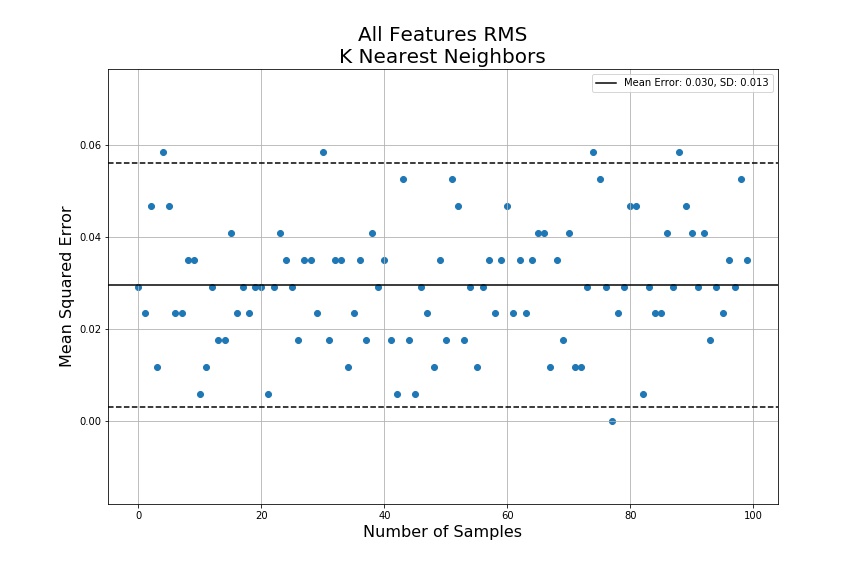 All Features RMS
K Nearest Neighbors
Mean Error: 0.030, SD: 0.013
Mean Squared Error
0.06
0.04
0.02
0.00
0 20 40 60 80 100
Number of Samples